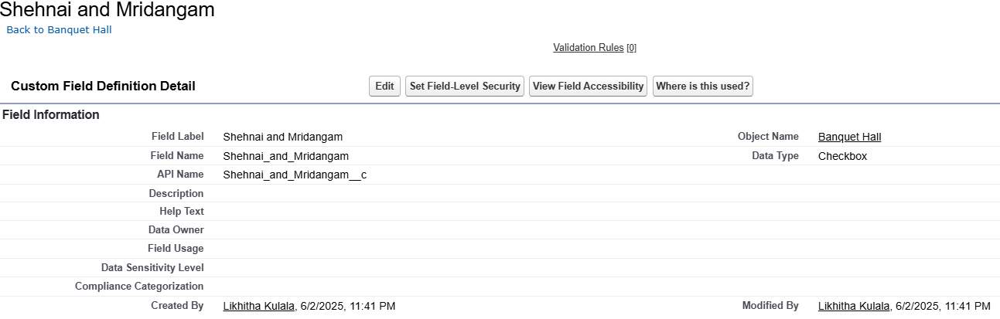 Shehnai and Mridangam
Back to Banquet Hall
Validation Rules [0]
Custom Field Definition Detail Edit Set Field-Level Security View Field Accessibility Where is this used?
Field Information
Field Label Shehnai and Mridangam Object Name Banquet Hall
Field Name Shehnai_and_Mridangam Data Type Checkbox
API Name Shehnai_and_Mridangam__c
Description
Help Text
Data Owner
Field Usage
Data Sensitivity Level
Compliance Categorization
Created By Likhitha Kulala, 6/2/2025, 11:41 PM Modified By Likhitha Kulala, 6/2/2025, 11:41 PM